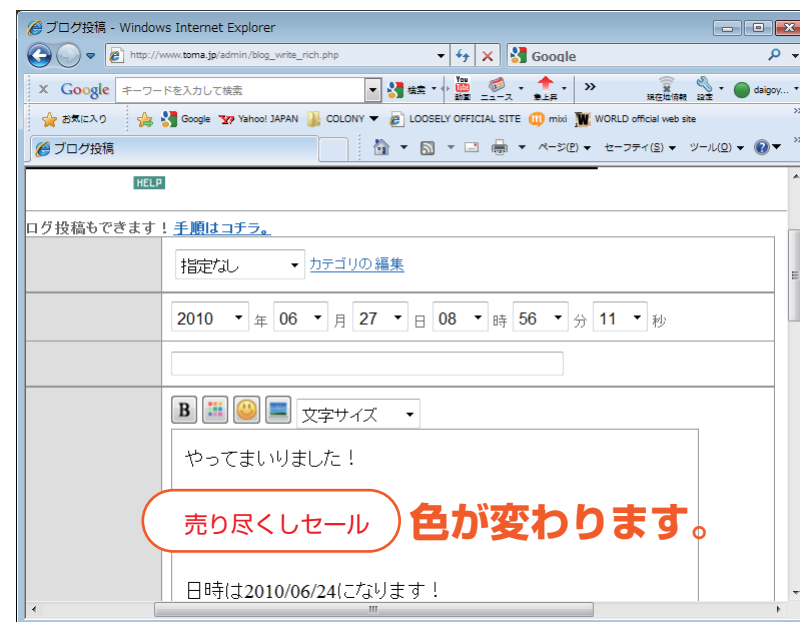 ブログ投稿 - Windows Internet Explorer
http://www.toma.jp/admin/blog_write_rich.php
Google
x Google キーワードを入力して検索 検索 You Tube 動画 ニュース 急上昇 » 現在地情報 設定 daigoy...
お気に入り Google Yahoo! JAPAN COLONY LOOSELY OFFICIAL SITE mixi WORLD official web site »
ブログ投稿 ページ(P) セーフティ(S) ツール(O) »
HELP
ログ投稿もできます！手順はコチラ。
指定なし カテゴリの編集
2010 年 06 月 27 日 08 時 56 分 11 秒
B 文字サイズ
やってまいりました！
売り尽くしセール 色が変わります。
日時は2010/06/24になります！